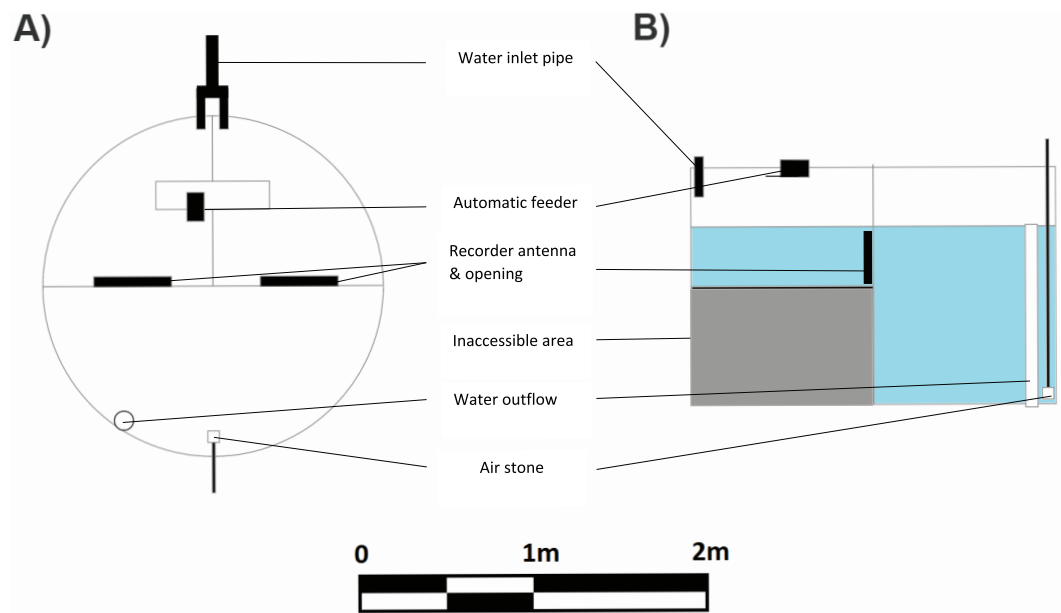 A)
B)
Water inlet pipe
Automatic feeder
Recorder antenna
& opening
Inaccessible area
Water outflow
Air stone
0 1m 2m